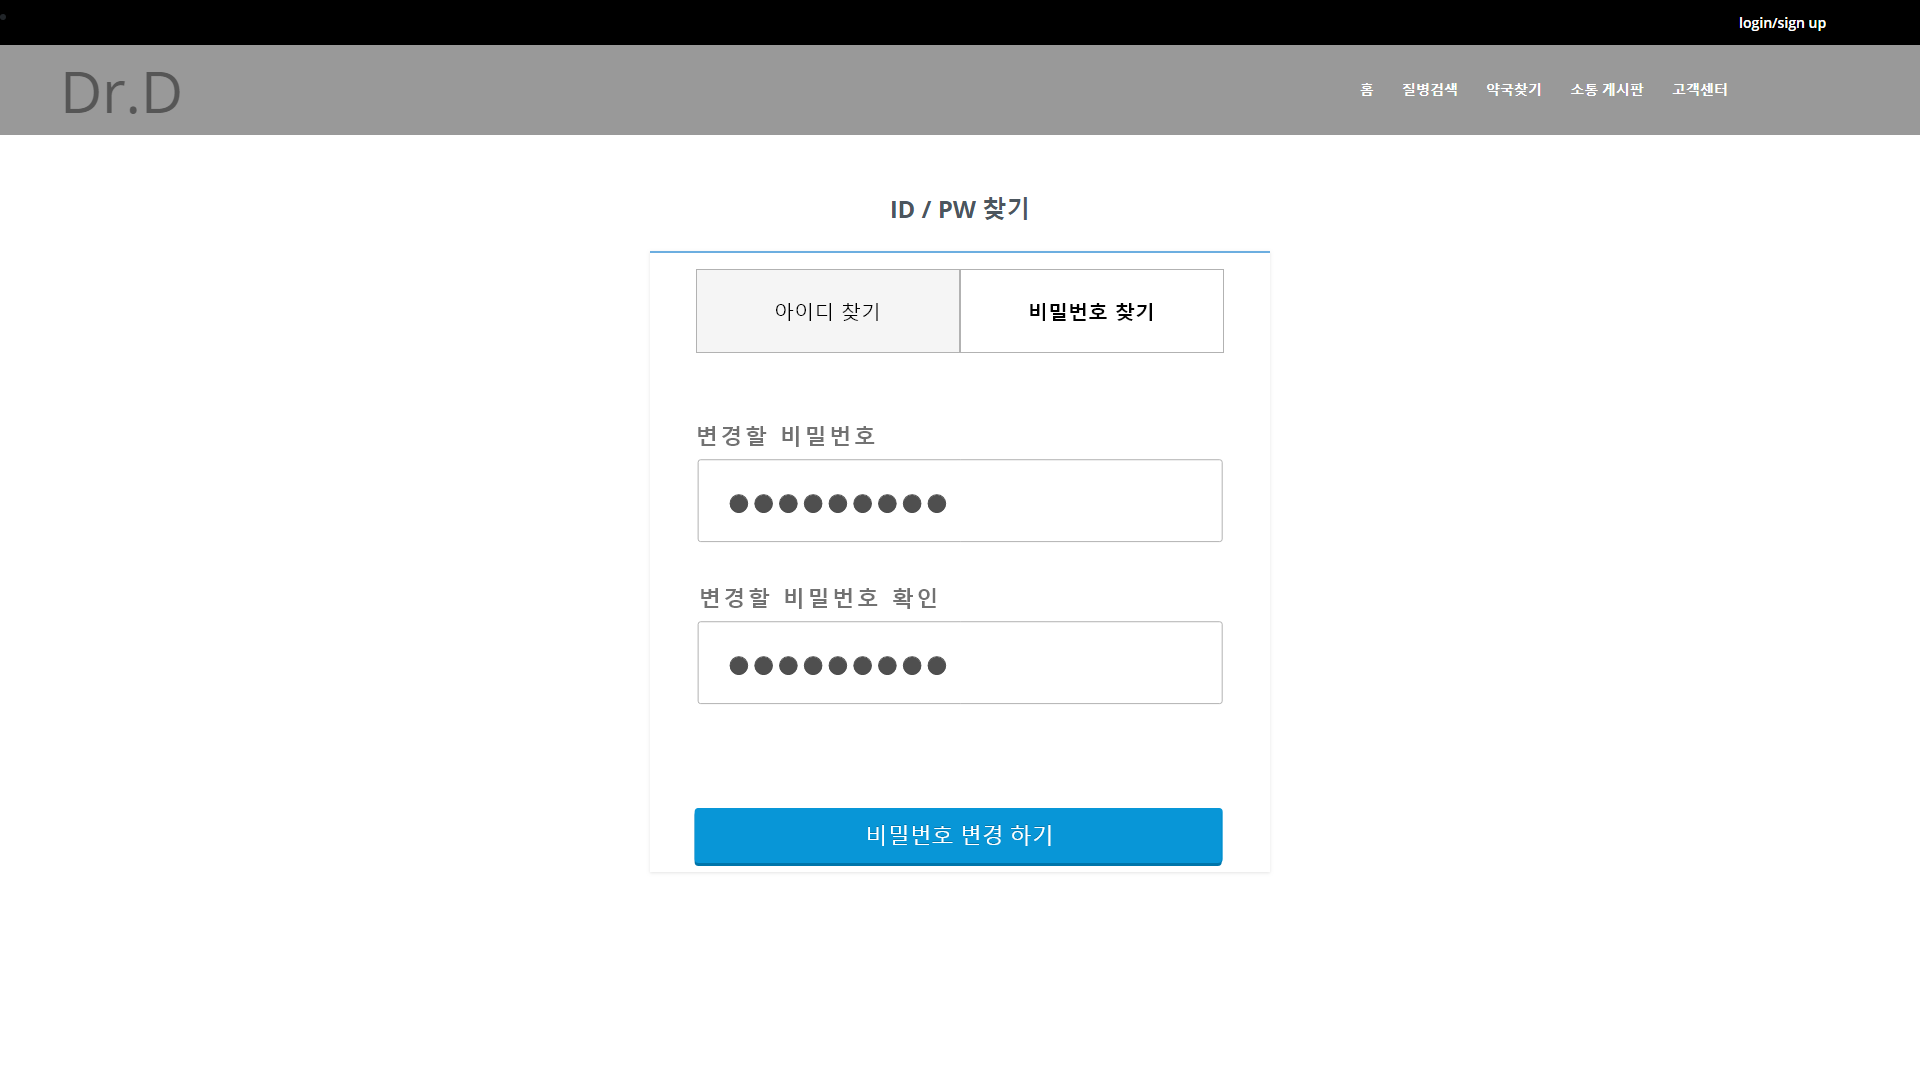 login/sign up
Dr.D
홈 질병검색 약국찾기 소통 게시판 고객센터
ID / PW 찾기
아이디 찾기 비밀번호 찾기
변경할 비밀번호
●●●●●●●●●
변경할 비밀번호 확인
●●●●●●●●●
비밀번호 변경 하기